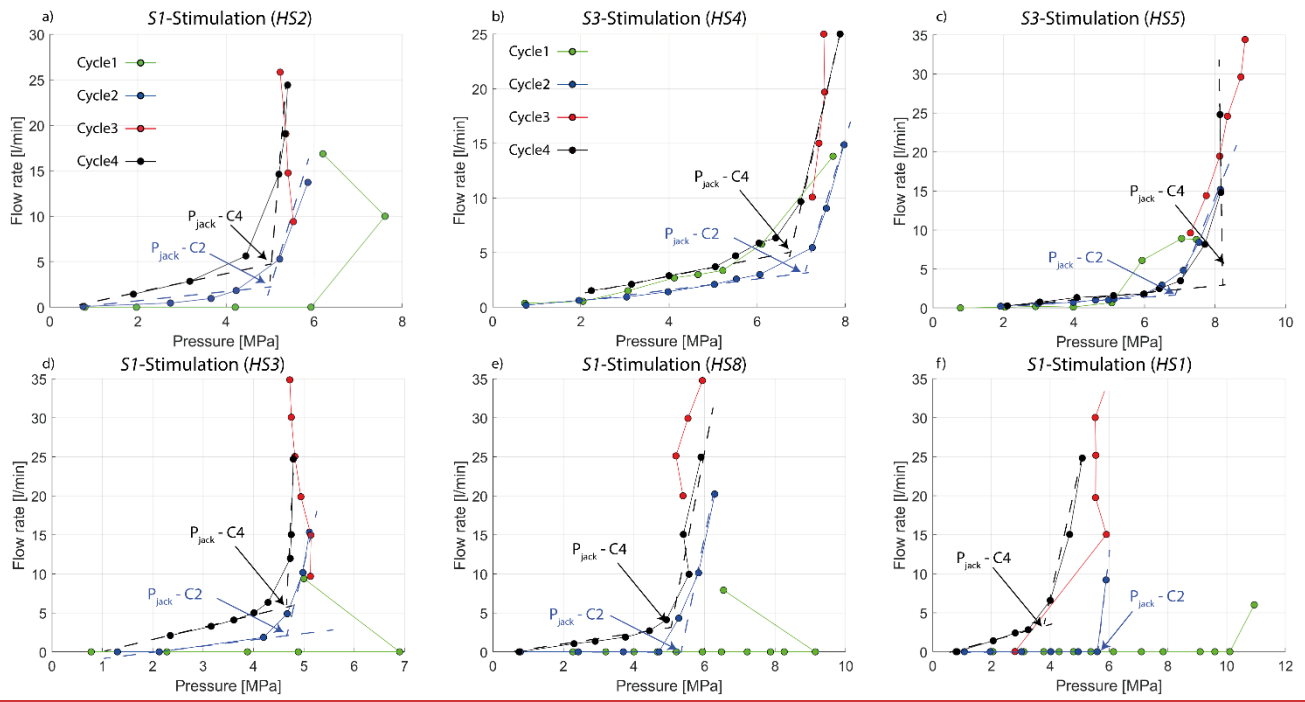 a) S1-Stimulation (HS2)
30
25
20
15
10
5
0
Flow rate [l/min]
Cycle1
Cycle2
Cycle3
Cycle4
Pjack - C4
Pjack - C2
0 2 4 6 8
Pressure [MPa]
b) S3-Stimulation (HS4)
25
20
15
10
5
0
Flow rate [l/min]
Cycle1
Cycle2
Cycle3
Cycle4
Pjack - C4
Pjack - C2
0 2 4 6 8
Pressure [MPa]
c) S3-Stimulation (HS5)
35
30
25
20
15
10
5
0
Flow rate [l/min]
Pjack - C4
Pjack - C2
0 2 4 6 8 10
Pressure [MPa]
d) S1-Stimulation (HS3)
35
30
25
20
15
10
5
0
Flow rate [l/min]
Pjack - C4
Pjack - C2
0 1 2 3 4 5 6 7
Pressure [MPa]
e) S1-Stimulation (HS8)
35
30
25
20
15
10
5
0
Flow rate [l/min]
Pjack - C4
Pjack - C2
0 2 4 6 8 10
Pressure [MPa]
f) S1-Stimulation (HS1)
35
30
25
20
15
10
5
0
Flow rate [l/min]
Pjack - C4
Pjack - C2
0 2 4 6 8 10 12
Pressure [MPa]